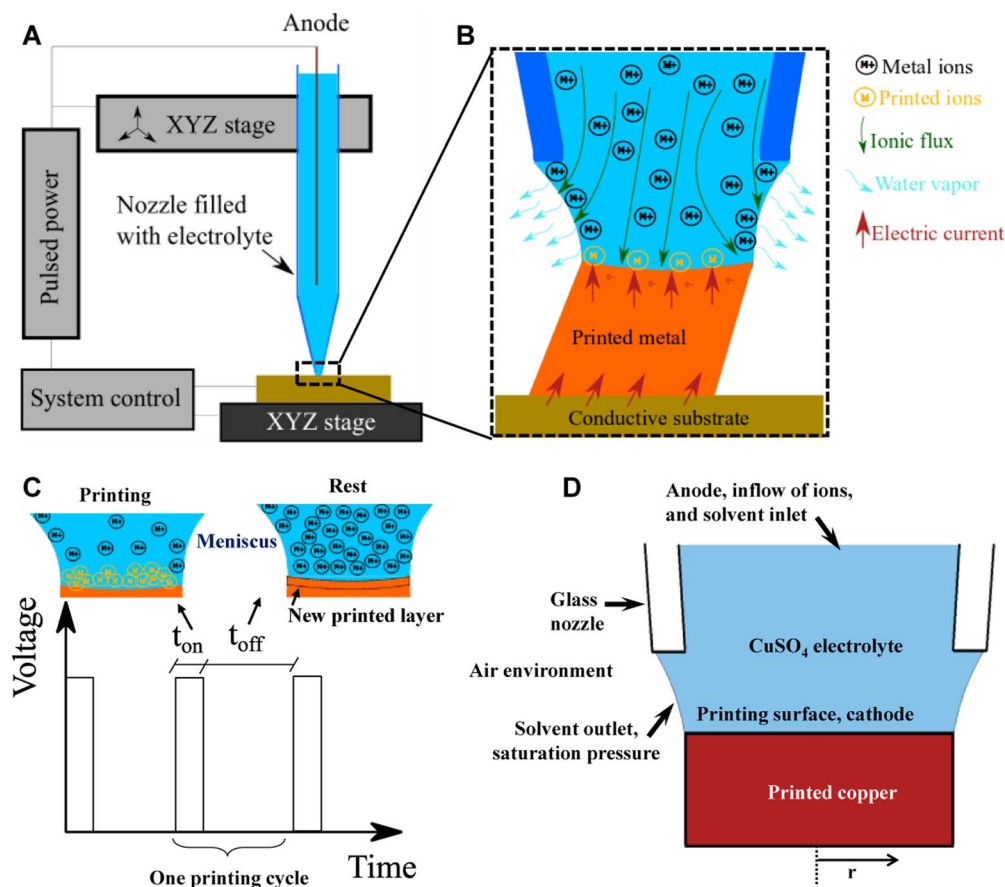 A
Anode
XYZ stage
Nozzle filled
with electrolyte
Pulsed power
System control
XYZ stage
B
M+ Metal ions
M Printed ions
Ionic flux
Water vapor
Electric current
e-
Printed metal
Conductive substrate
C
Printing
Rest
Meniscus
New printed layer
ton
toff
Voltage
Time
One printing cycle
D
Anode, inflow of ions,
and solvent inlet
Glass
nozzle
CuSO4 electrolyte
Air environment
Printing surface, cathode
Solvent outlet,
saturation pressure
Printed copper
r